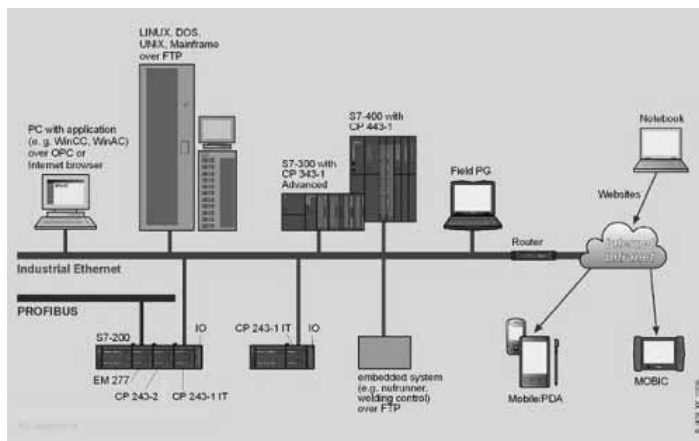 LINUX, DOS,
UNIX, Mainframe
over FTP
PC with application
(e. g. WinCC, WinAC)
over OPC or
Internet browser
S7-400 with
CP 443-1
S7-300 with
CP 343-1
Advanced
Field PG
Notebook
Websites
Router
Internet
Intranet
Industrial Ethernet
PROFIBUS
S7-200
IO
EM 277
CP 243-2
CP 243-1 IT
CP 243-1 IT
IO
embedded system
(e.g. nutrunner,
welding control)
over FTP
Mobile/PDA
MOBIC